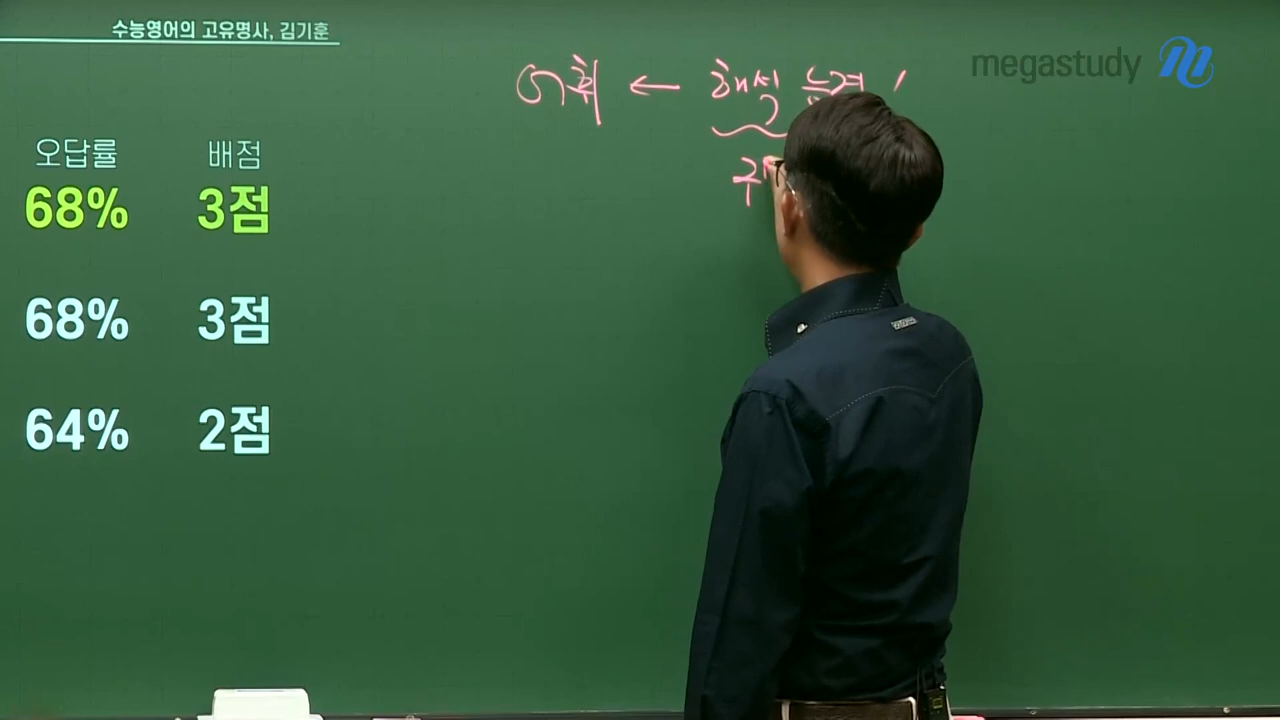 수능영어의 고유명사, 김기훈
megastudy
어휘 ← 해석 능력
주
오답률 배점
68% 3점
68% 3점
64% 2점